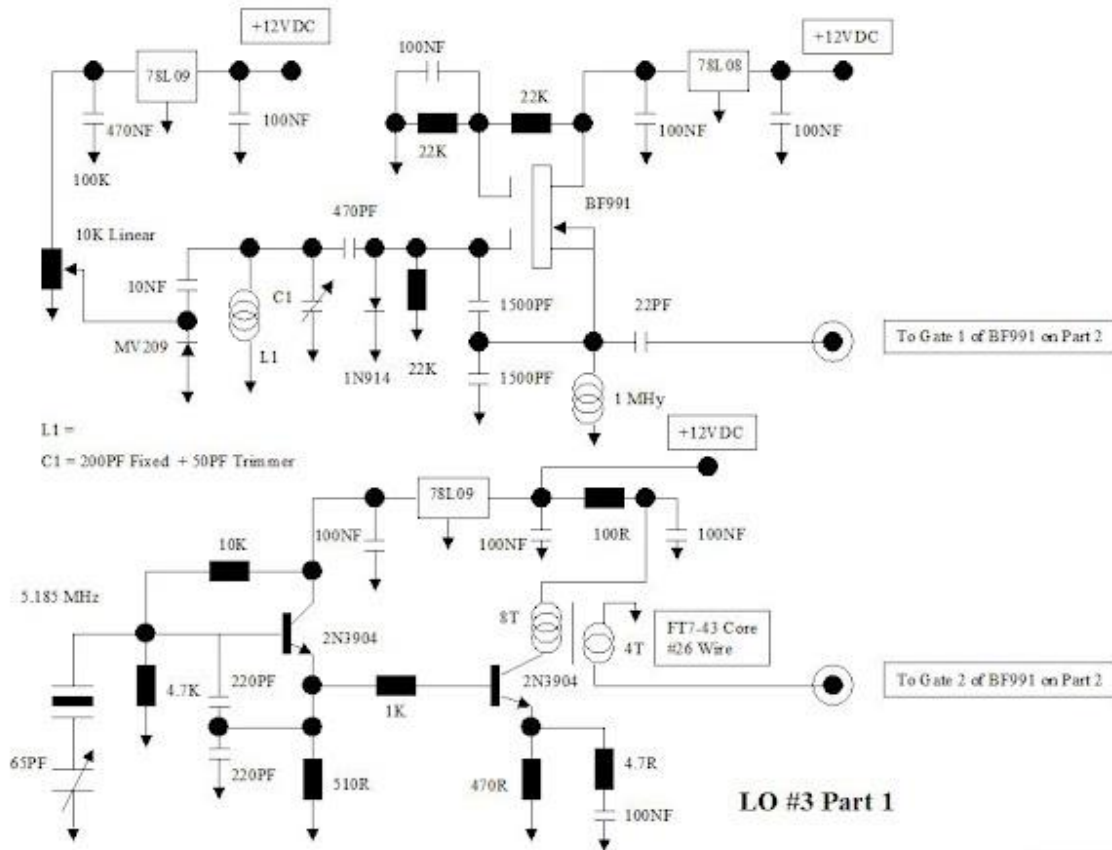 +12VDC
78L09
470NF
100NF
100K
10K Linear
10NF
MV209
L1
C1
470PF
1N914
22K
100NF
22K
22K
BF991
1500PF
1500PF
22PF
1 MHy
78L08
+12VDC
100NF
100NF
To Gate 1 of BF991 on Part 2
L1 =
C1 = 200PF Fixed + 50PF Trimmer
+12VDC
78L09
100NF
100NF
100R
100NF
10K
5.185 MHz
2N3904
4.7K
220PF
220PF
65PF
510R
1K
8T
4T
2N3904
FT7-43 Core
#26 Wire
To Gate 2 of BF991 on Part 2
470R
4.7R
100NF
LO #3 Part 1